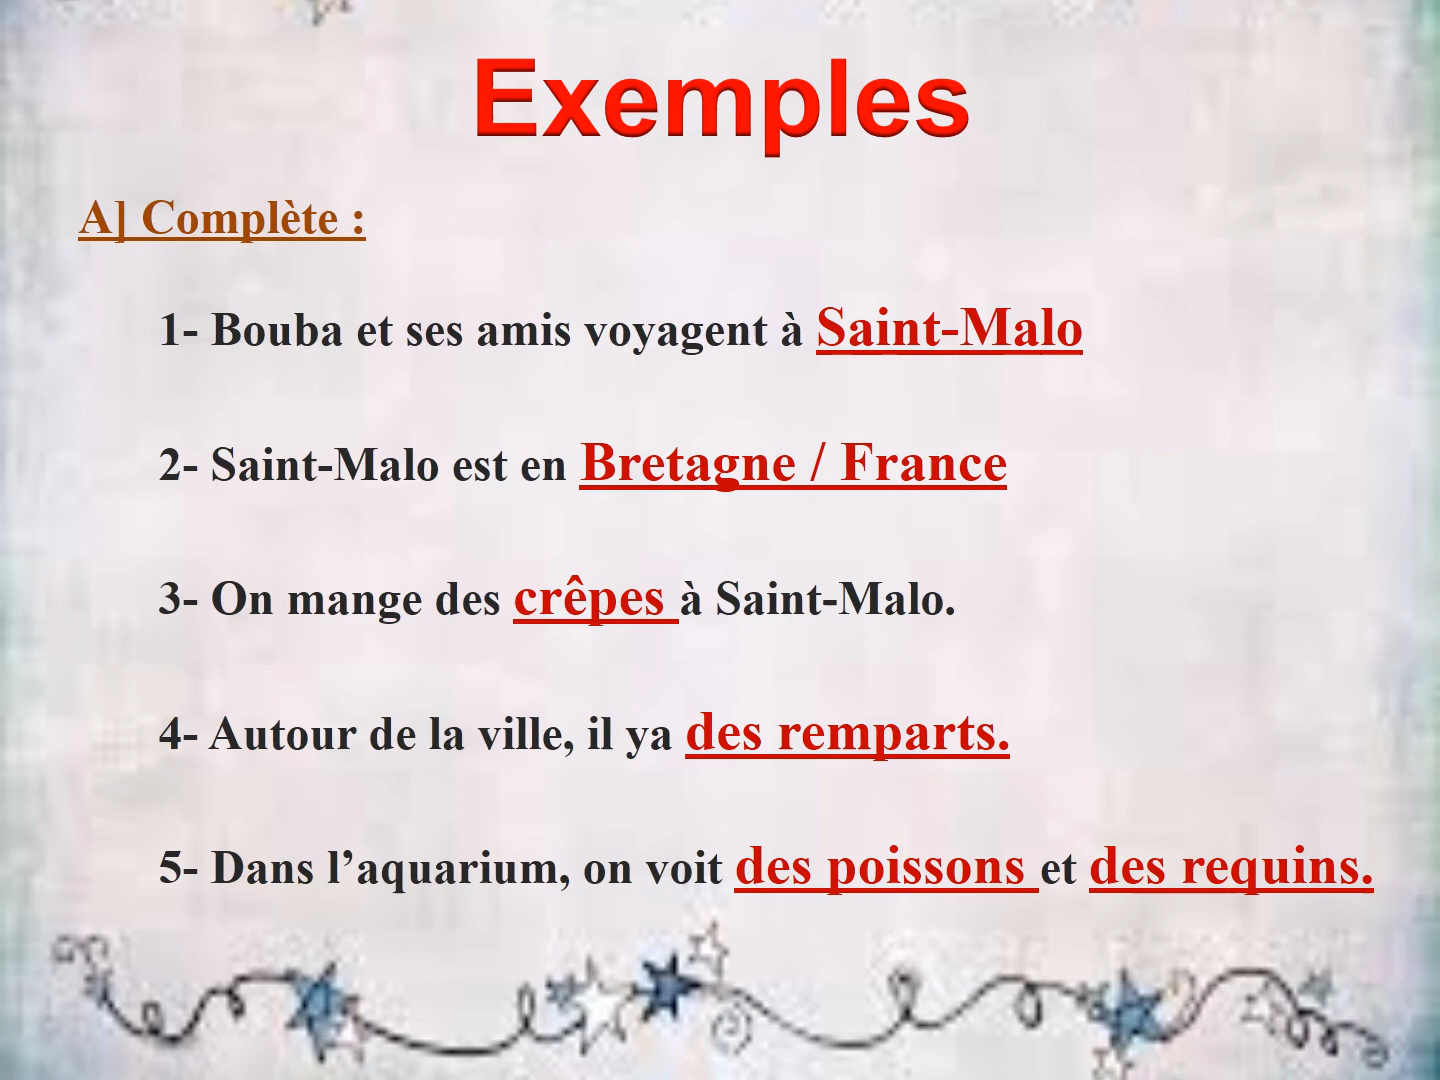 Exemples
A] Complète :
1- Bouba et ses amis voyagent à Saint-Malo
2- Saint-Malo est en Bretagne / France
3- On mange des crêpes à Saint-Malo.
4- Autour de la ville, il ya des remparts.
5- Dans l’aquarium, on voit des poissons et des requins.